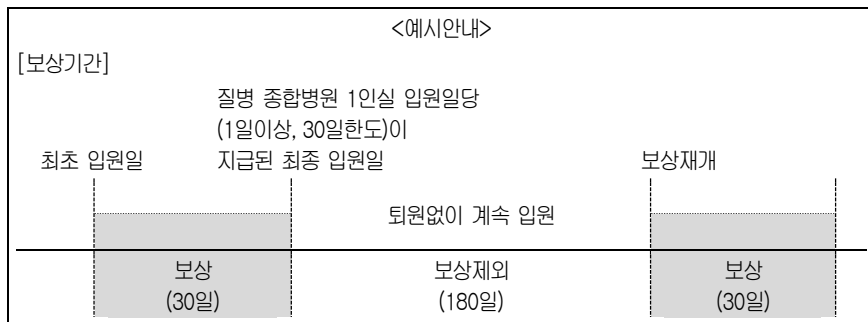 <예시안내>
[보상기간]
질병 종합병원 1인실 입원일당
(1일이상, 30일한도)이
최초 입원일 지급된 최종 입원일 보상재개
퇴원없이 계속 입원
보상 보상제외 보상
(30일) (180일) (30일)